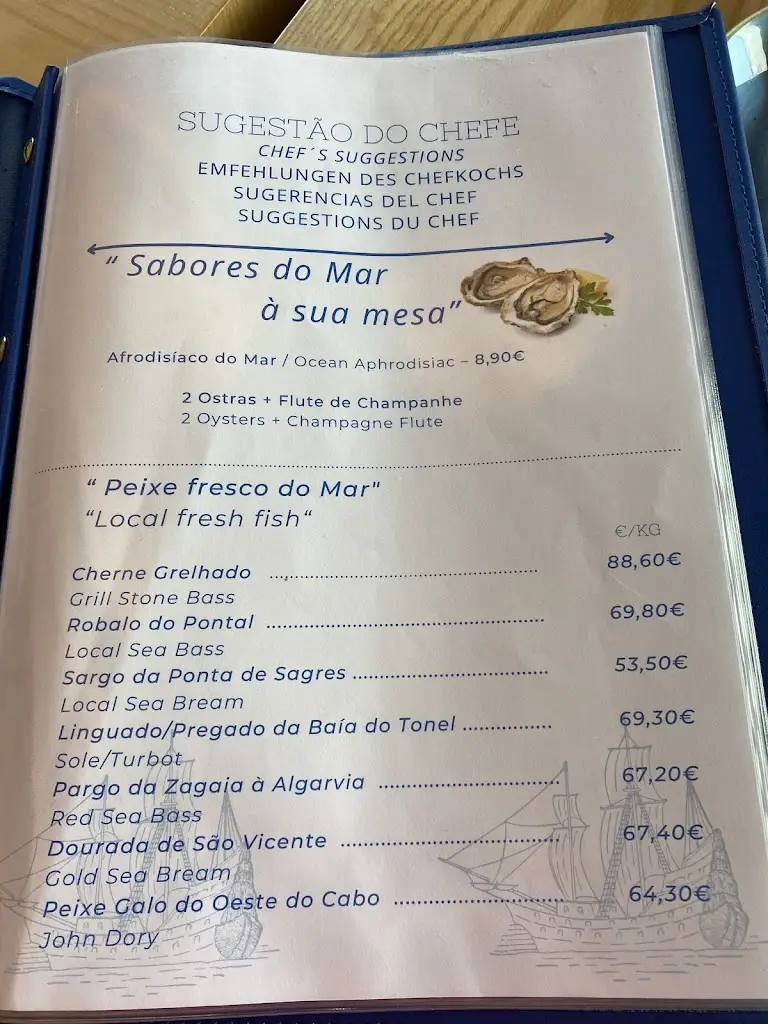 SUGESTÃO DO CHEFE
CHEF´S SUGGESTIONS
EMFEHLUNGEN DES CHEFKOCHS
SUGERENCIAS DEL CHEF
SUGGESTIONS DU CHEF
“ Sabores do Mar
à sua mesa”
Afrodisíaco do Mar / Ocean Aphrodisiac – 8,90€
2 Ostras + Flute de Champanhe
2 Oysters + Champagne Flute
“ Peixe fresco do Mar"
“Local fresh fish“
€/KG
Cherne Grelhado ........................................ 88,60€
Grill Stone Bass
Robalo do Pontal ........................................ 69,80€
Local Sea Bass
Sargo da Ponta de Sagres ............................. 53,50€
Local Sea Bream
Linguado/Pregado da Baía do Tonel ............. 69,30€
Sole/Turbot
Pargo da Zagaia à Algarvia .......................... 67,20€
Red Sea Bass
Dourada de São Vicente ............................... 67,40€
Gold Sea Bream
Peixe Galo do Oeste do Cabo ....................... 64,30€
John Dory